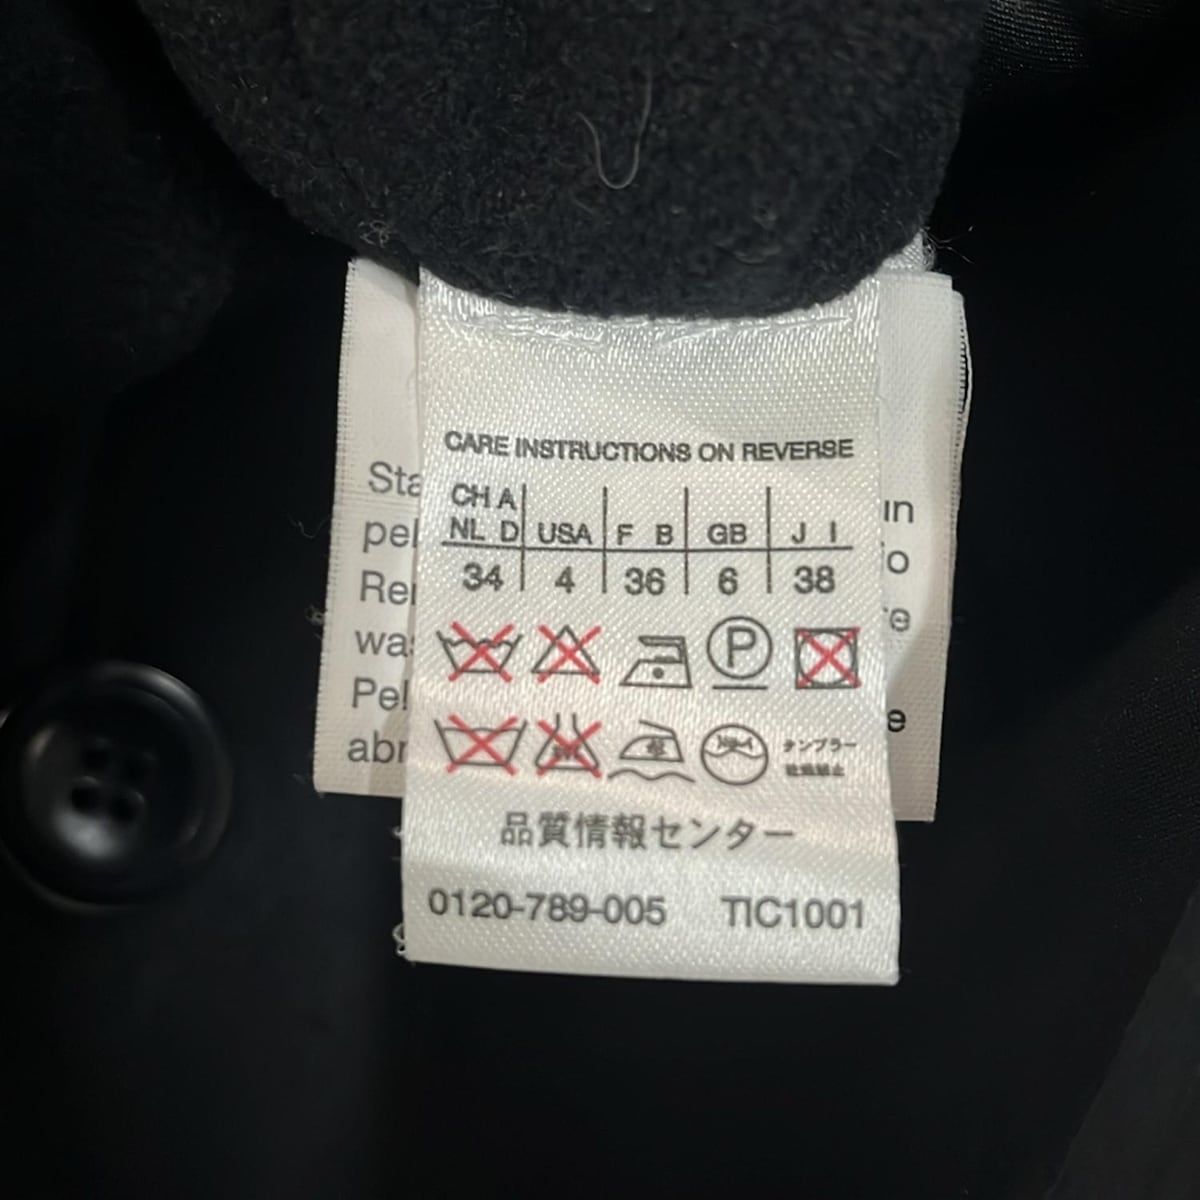 CARE INSTRUCTIONS ON REVERSE
CH A
NL D USA F B GB J I
34 4 36 6 38
P
タンブラー
乾燥禁止
品質情報センター
0120-789-005 TIC1001
Sta
pel
Rer
was
Pel
abr
in
o
re
e